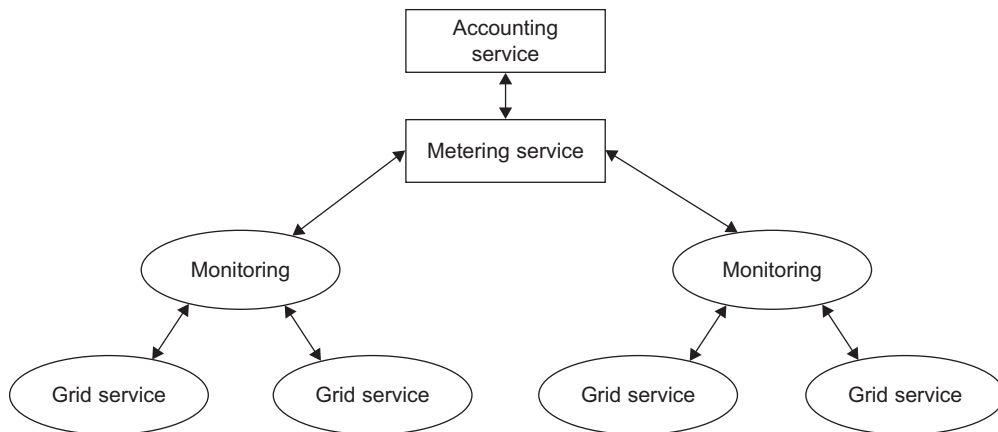 Accounting
service
Metering service
Monitoring
Monitoring
Grid service
Grid service
Grid service
Grid service